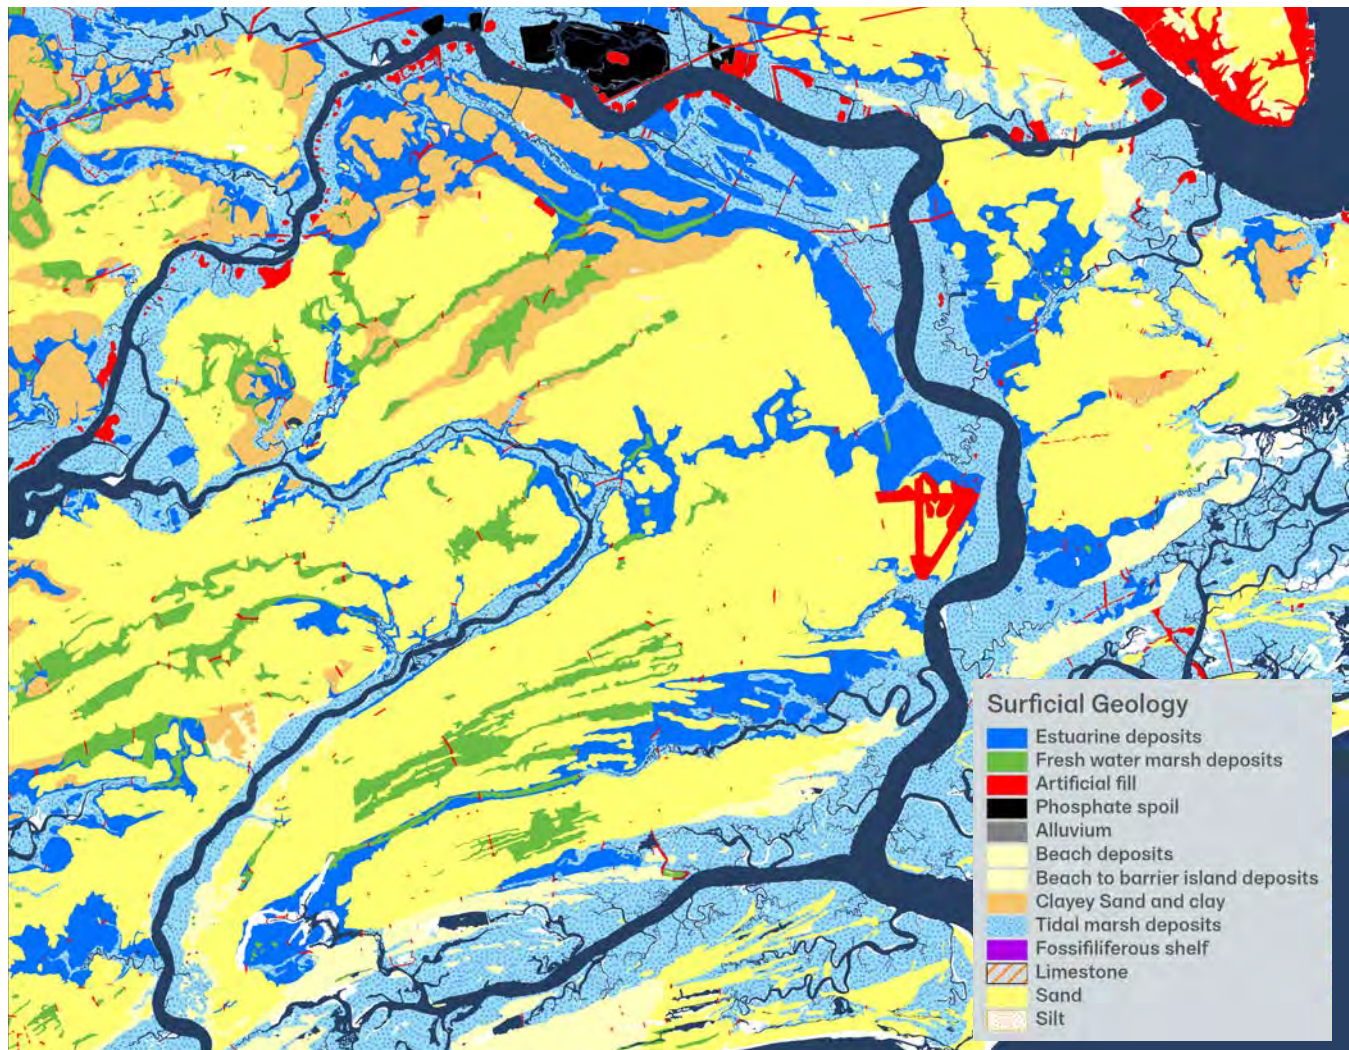 Surficial Geology
Estuarine deposits
Fresh water marsh deposits
Artificial fill
Phosphate spoil
Alluvium
Beach deposits
Beach to barrier island deposits
Clayey Sand and clay
Tidal marsh deposits
Fossifiliferous shelf
Limestone
Sand
Silt